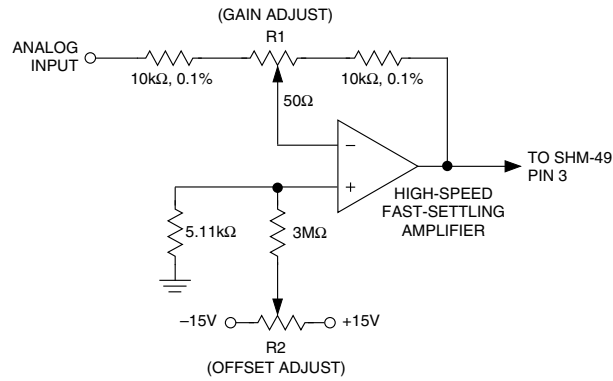 (GAIN ADJUST)
R1
ANALOG
INPUT
10kΩ, 0.1%
10kΩ, 0.1%
50Ω
−
+
TO SHM-49
PIN 3
HIGH-SPEED
FAST-SETTLING
AMPLIFIER
5.11kΩ
3MΩ
–15V
+15V
R2
(OFFSET ADJUST)